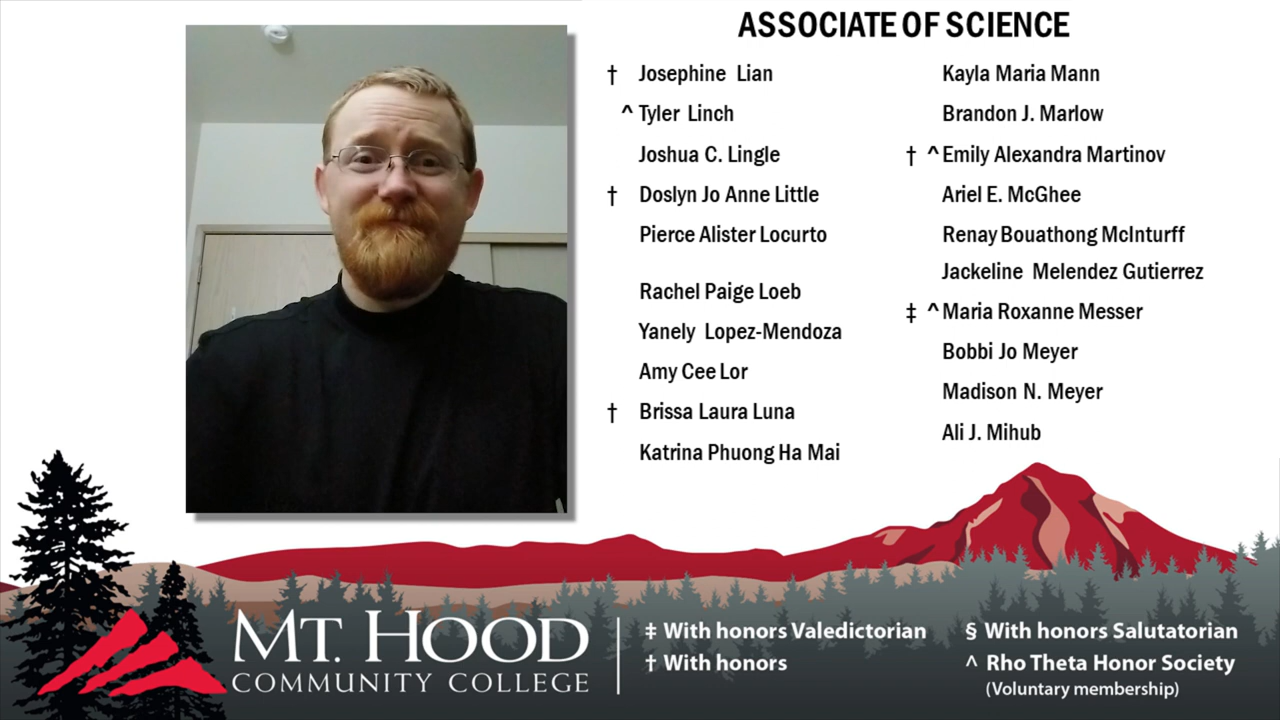 ASSOCIATE OF SCIENCE
† Josephine Lian
^ Tyler Linch
Joshua C. Lingle
† Doslyn Jo Anne Little
Pierce Alister Locurto
Rachel Paige Loeb
Yanely Lopez-Mendoza
Amy Cee Lor
† Brissa Laura Luna
Katrina Phuong Ha Mai
Kayla Maria Mann
Brandon J. Marlow
† ^ Emily Alexandra Martinov
Ariel E. McGhee
Renay Bouathong McInturff
Jackeline Melendez Gutierrez
‡ ^ Maria Roxanne Messer
Bobbi Jo Meyer
Madison N. Meyer
Ali J. Mihub
MT. HOOD
COMMUNITY COLLEGE
‡ With honors Valedictorian
† With honors
§ With honors Salutatorian
^ Rho Theta Honor Society
(Voluntary membership)